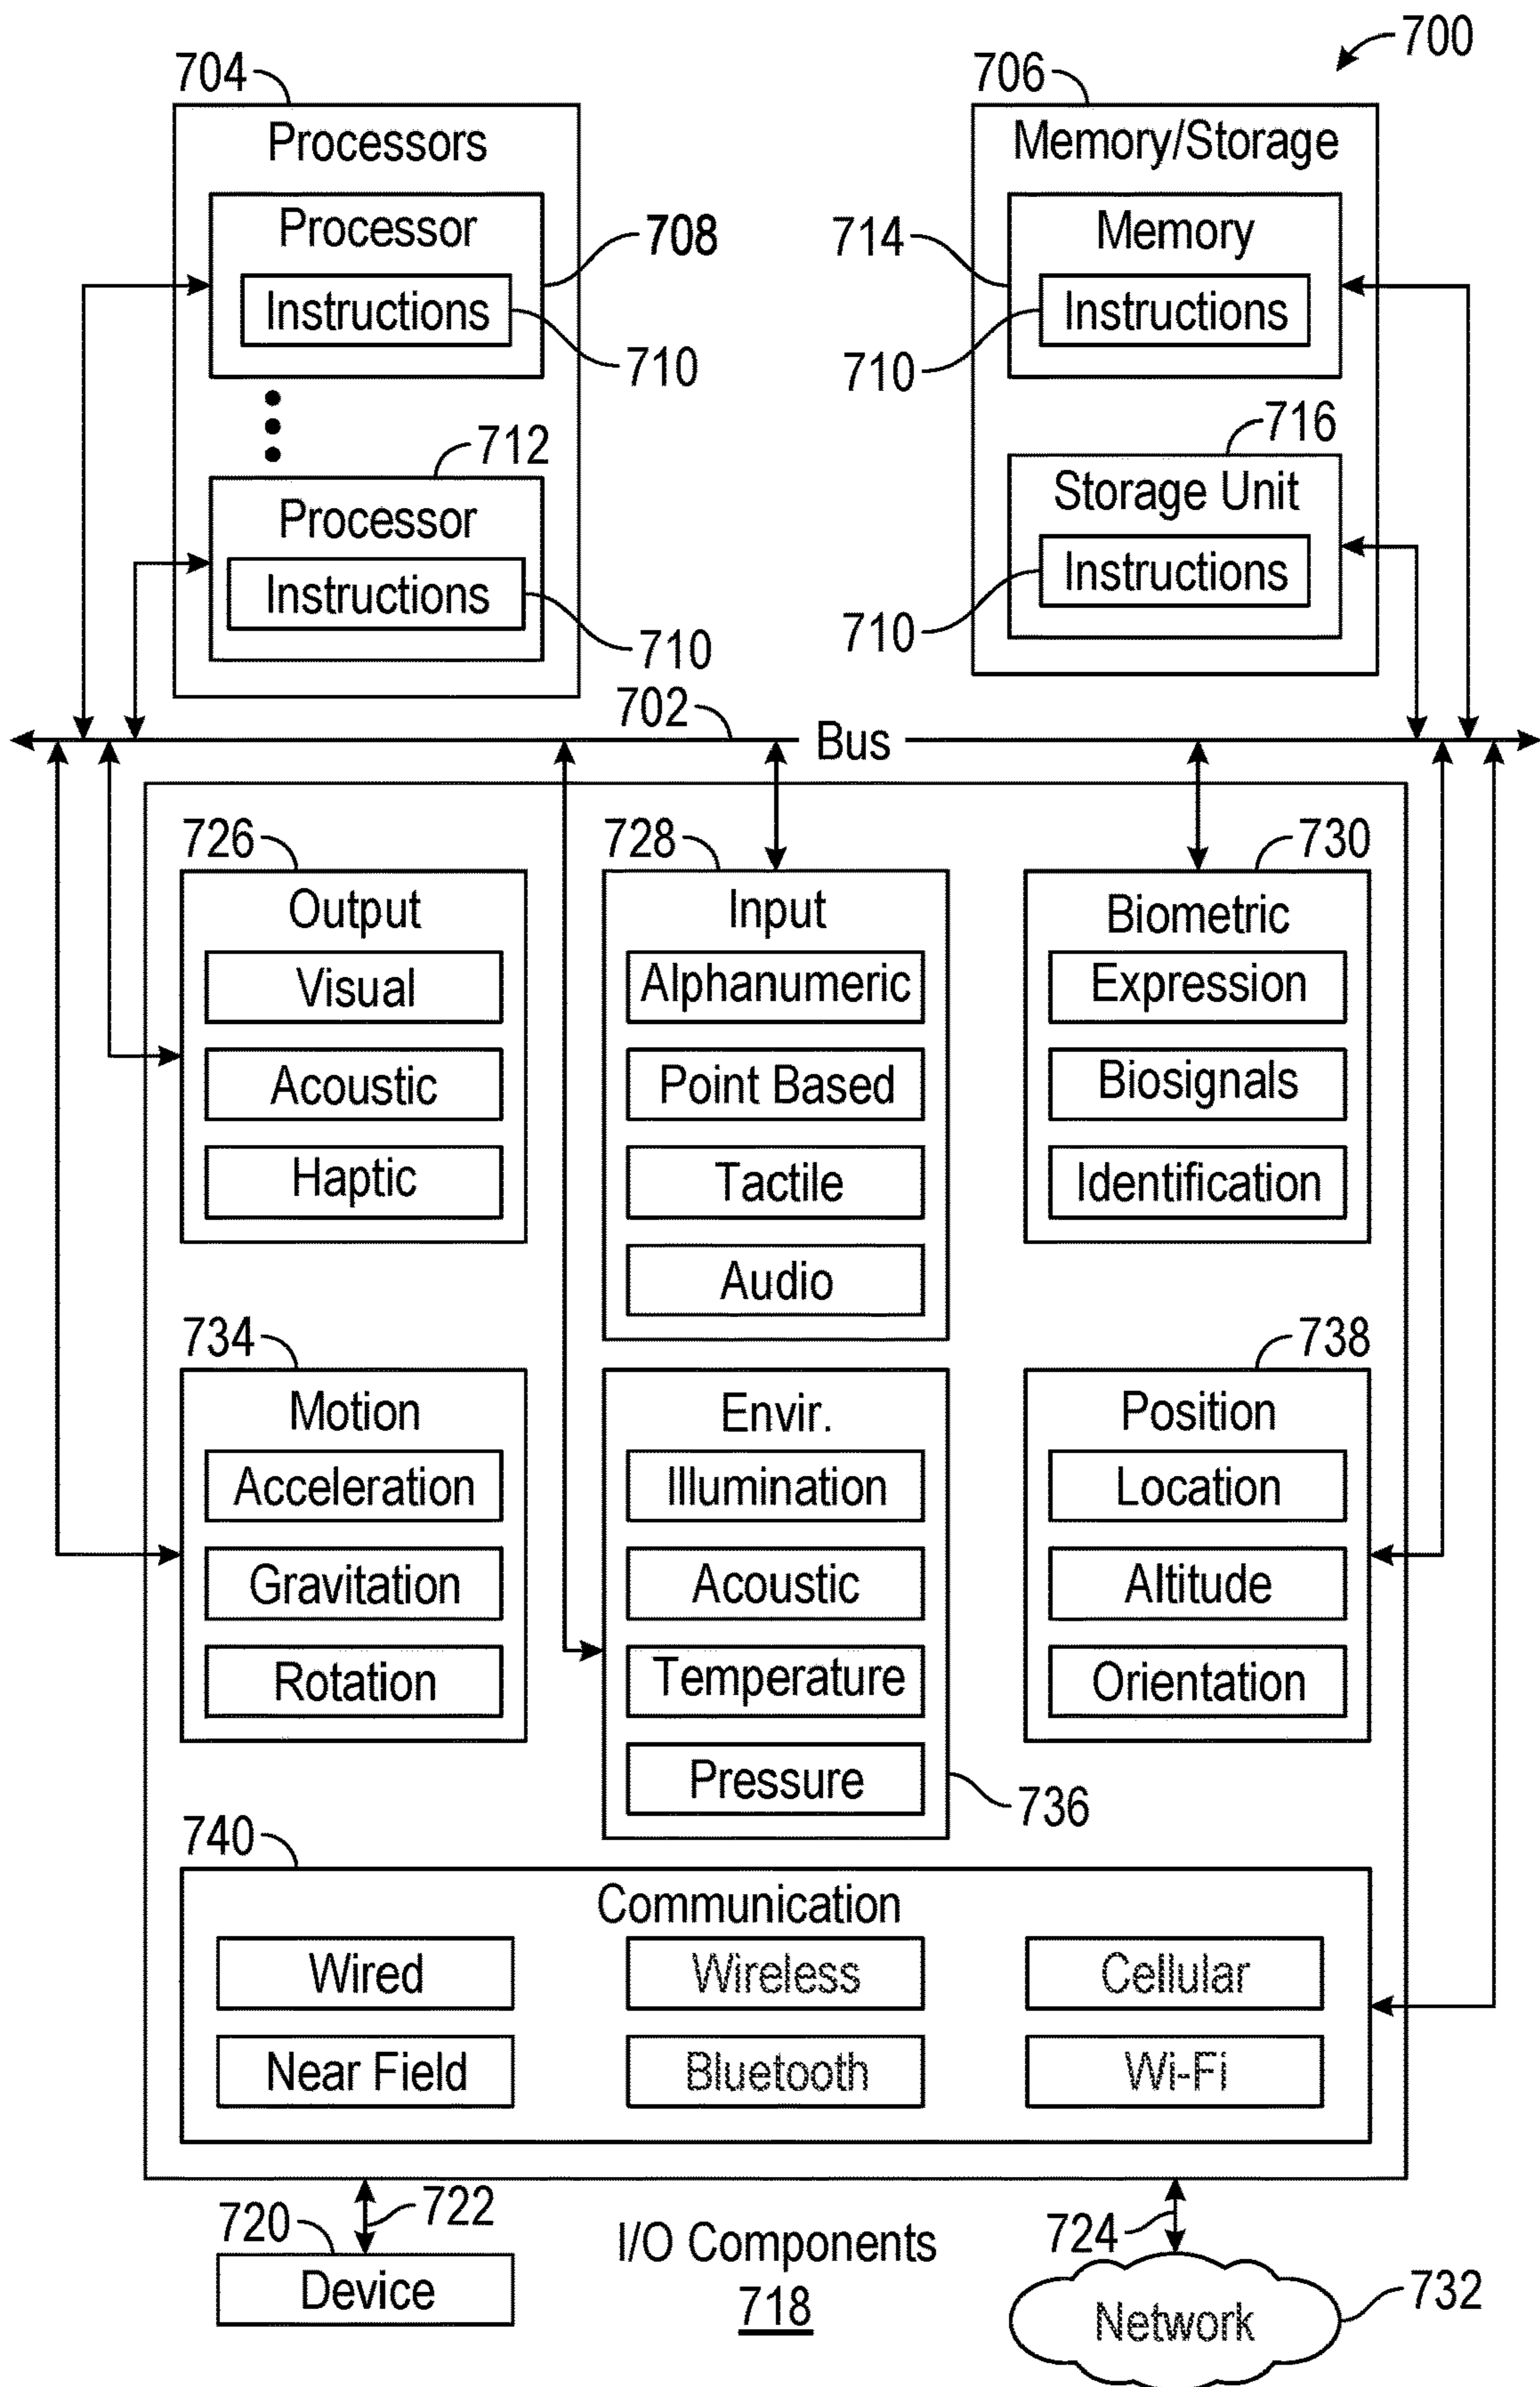 700
704
706
Processors
Memory/Storage
Processor
708
Instructions
710
714
Memory
Instructions
710
712
Processor
Instructions
710
716
Storage Unit
Instructions
710
702
Bus
726
Output
Visual
Acoustic
Haptic
728
Input
Alphanumeric
Point Based
Tactile
Audio
730
Biometric
Expression
Biosignals
Identification
734
Motion
Acceleration
Gravitation
Rotation
Envir.
Illumination
Acoustic
Temperature
Pressure
736
738
Position
Location
Altitude
Orientation
740
Communication
Wired
Wireless
Cellular
Near Field
Bluetooth
Wi-Fi
722
720
Device
I/O Components
718
724
Network
732